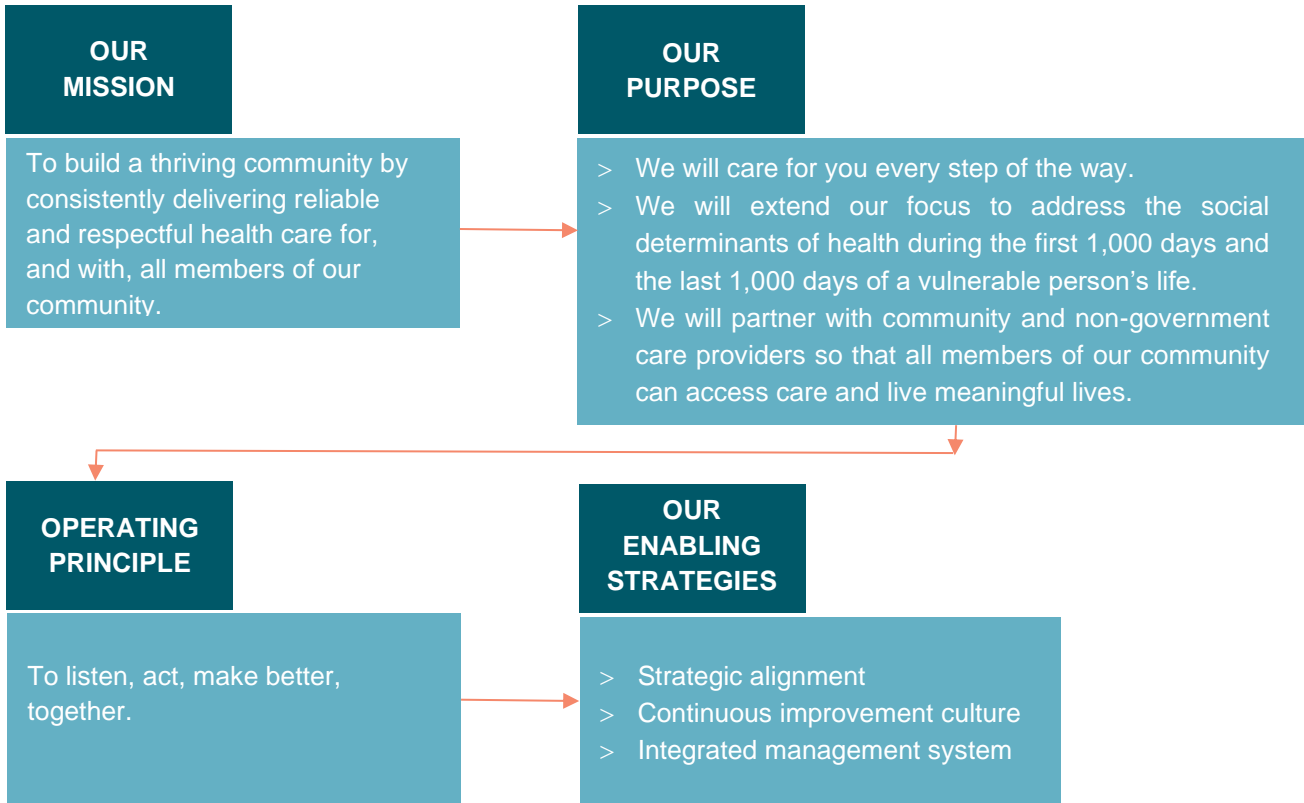 OUR
MISSION
To build a thriving community by
consistently delivering reliable
and respectful health care for,
and with, all members of our
community.
OUR
PURPOSE
> We will care for you every step of the way.
> We will extend our focus to address the social
determinants of health during the first 1,000 days and
the last 1,000 days of a vulnerable person’s life.
> We will partner with community and non-government
care providers so that all members of our community
can access care and live meaningful lives.
OPERATING
PRINCIPLE
To listen, act, make better,
together.
OUR
ENABLING
STRATEGIES
> Strategic alignment
> Continuous improvement culture
> Integrated management system